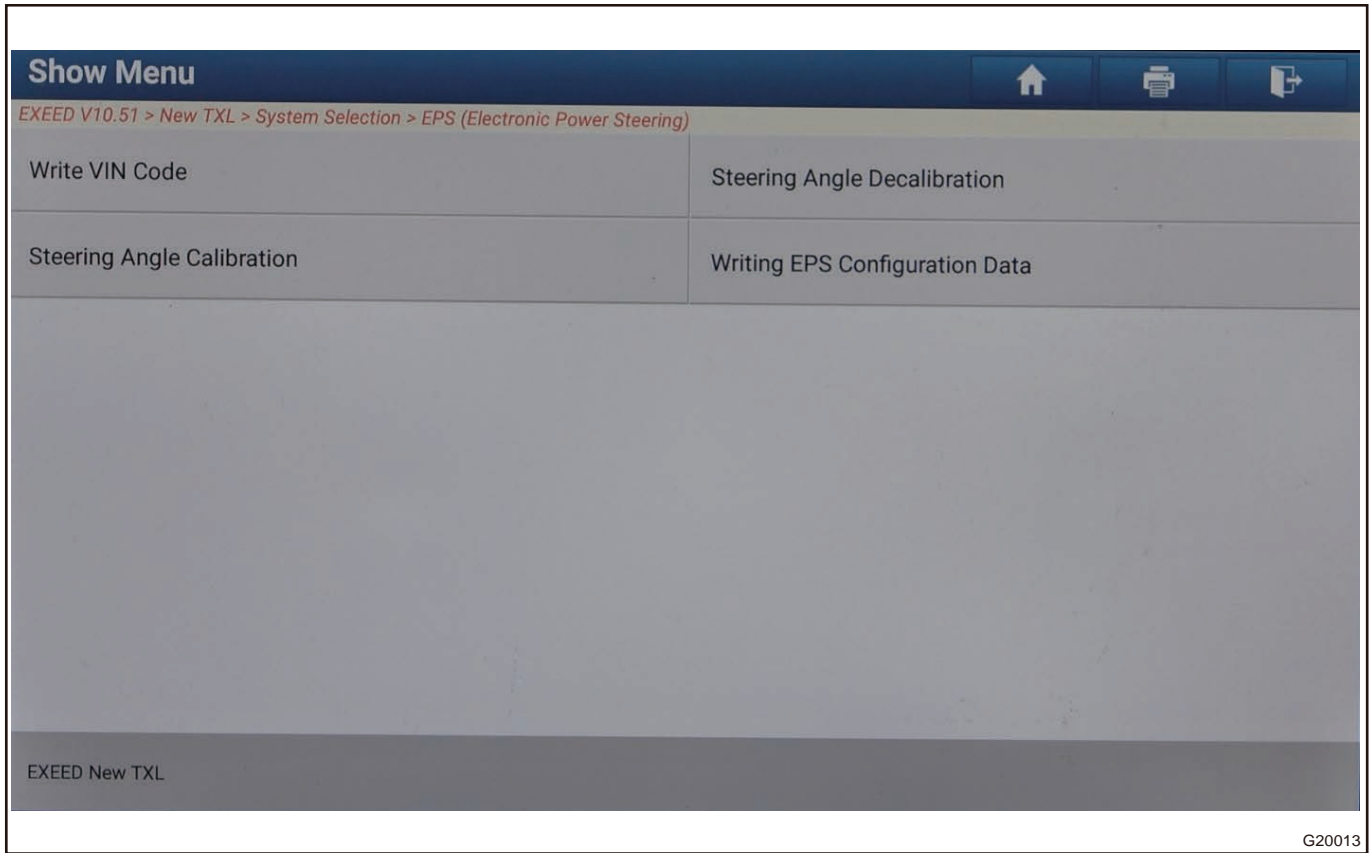 Show Menu
EXEED V10.51 > New TXL > System Selection > EPS (Electronic Power Steering)
Write VIN Code
Steering Angle Decalibration
Steering Angle Calibration
Writing EPS Configuration Data
EXEED New TXL
G20013